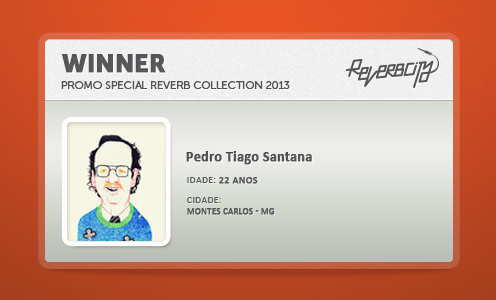 WINNER
PROMO SPECIAL REVERB COLLECTION 2013
Reverbcity
Pedro Tiago Santana
IDADE: 22 ANOS
CIDADE:
MONTES CARLOS - MG